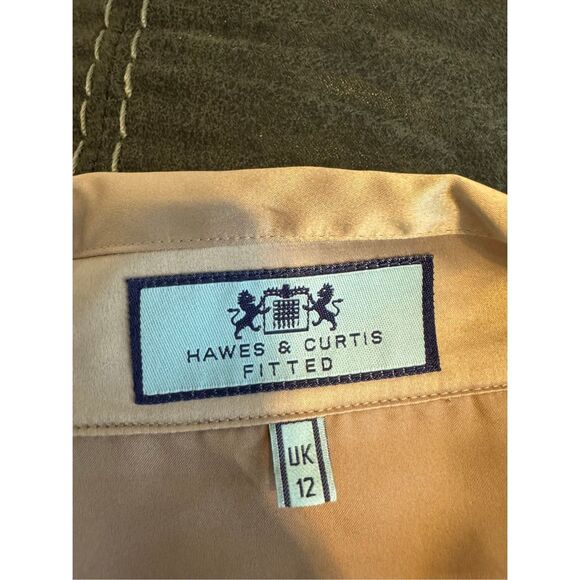 HAWES & CURTIS
FITTED
UK
12